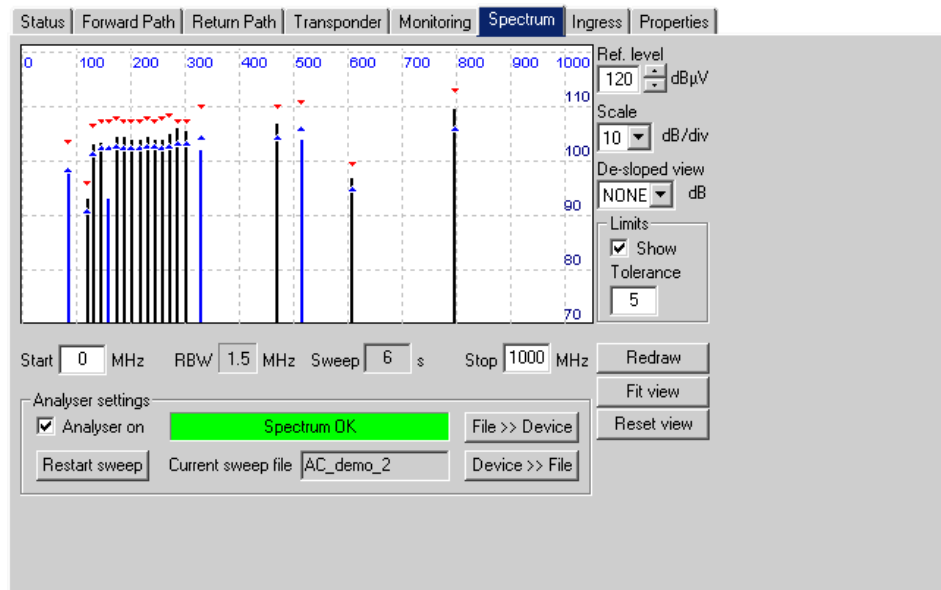 Status Forward Path Return Path Transponder Monitoring Spectrum Ingress Properties
0 100 200 300 400 500 600 700 800 900 1000
110
100
90
80
70
Ref. level
120 dBµV
Scale
10 dB/div
De-sloped view
NONE dB
Limits
Show
Tolerance
5
Start 0 MHz RBW 1.5 MHz Sweep 6 s Stop 1000 MHz
Redraw
Fit view
Reset view
Analyser settings
Analyser on Spectrum OK File >> Device
Restart sweep Current sweep file AC_demo_2 Device >> File